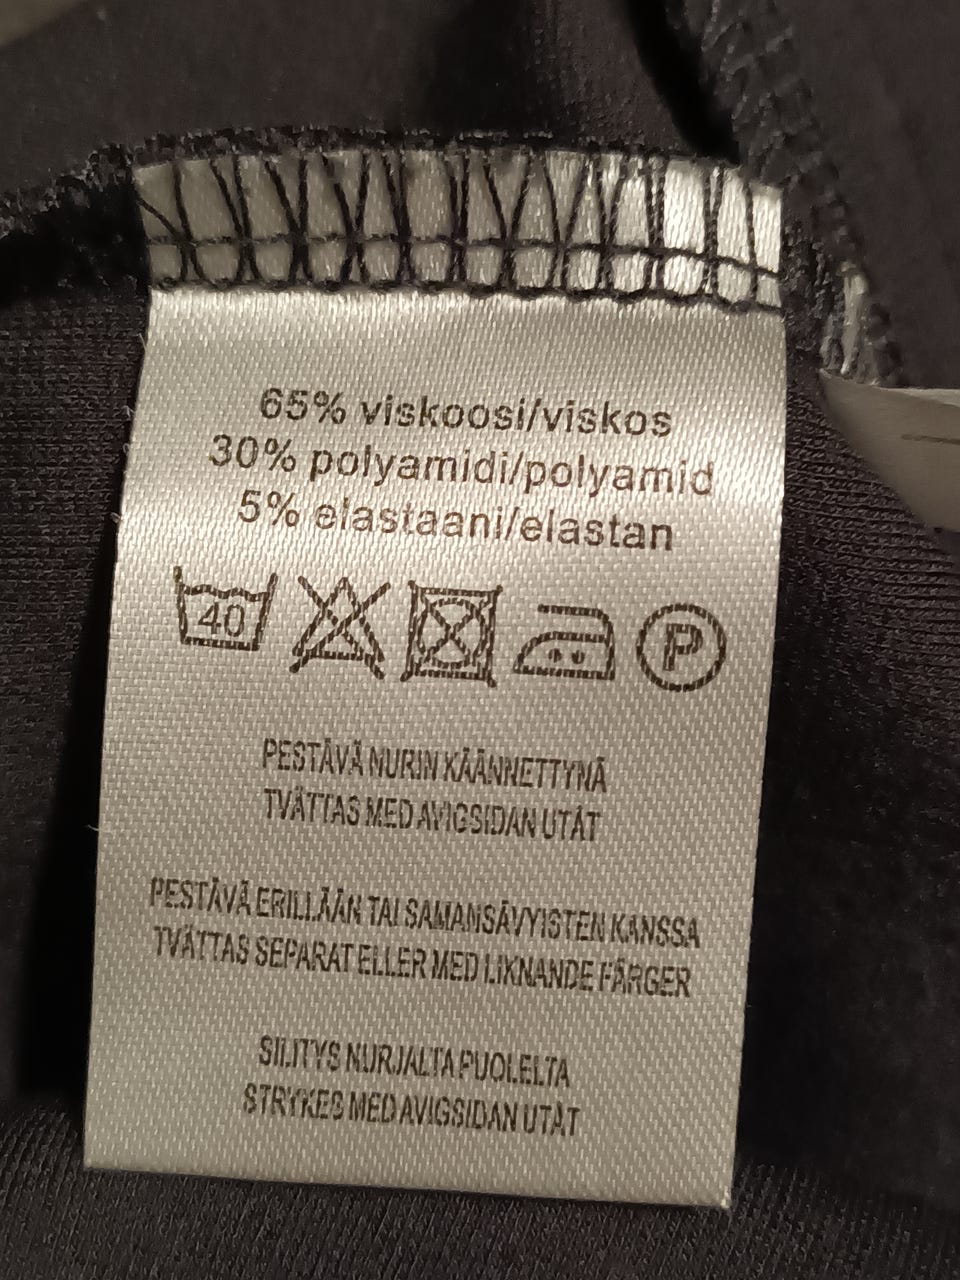 65% viskoosi/viskos
30% polyamidi/polyamid
5% elastaani/elastan
40 P
PESTÄVÄ NURIN KÄÄNNETTYNÄ
TVÄTTAS MED AVIGSIDAN UTÅT
PESTÄVÄ ERILLÄÄN TAI SAMANSÄVYISTEN KANSSA
TVÄTTAS SEPARAT ELLER MED LIKNANDE FÄRGER
SILITYS NURJALTA PUOLELTA
STRYKES MED AVIGSIDAN UTÅT